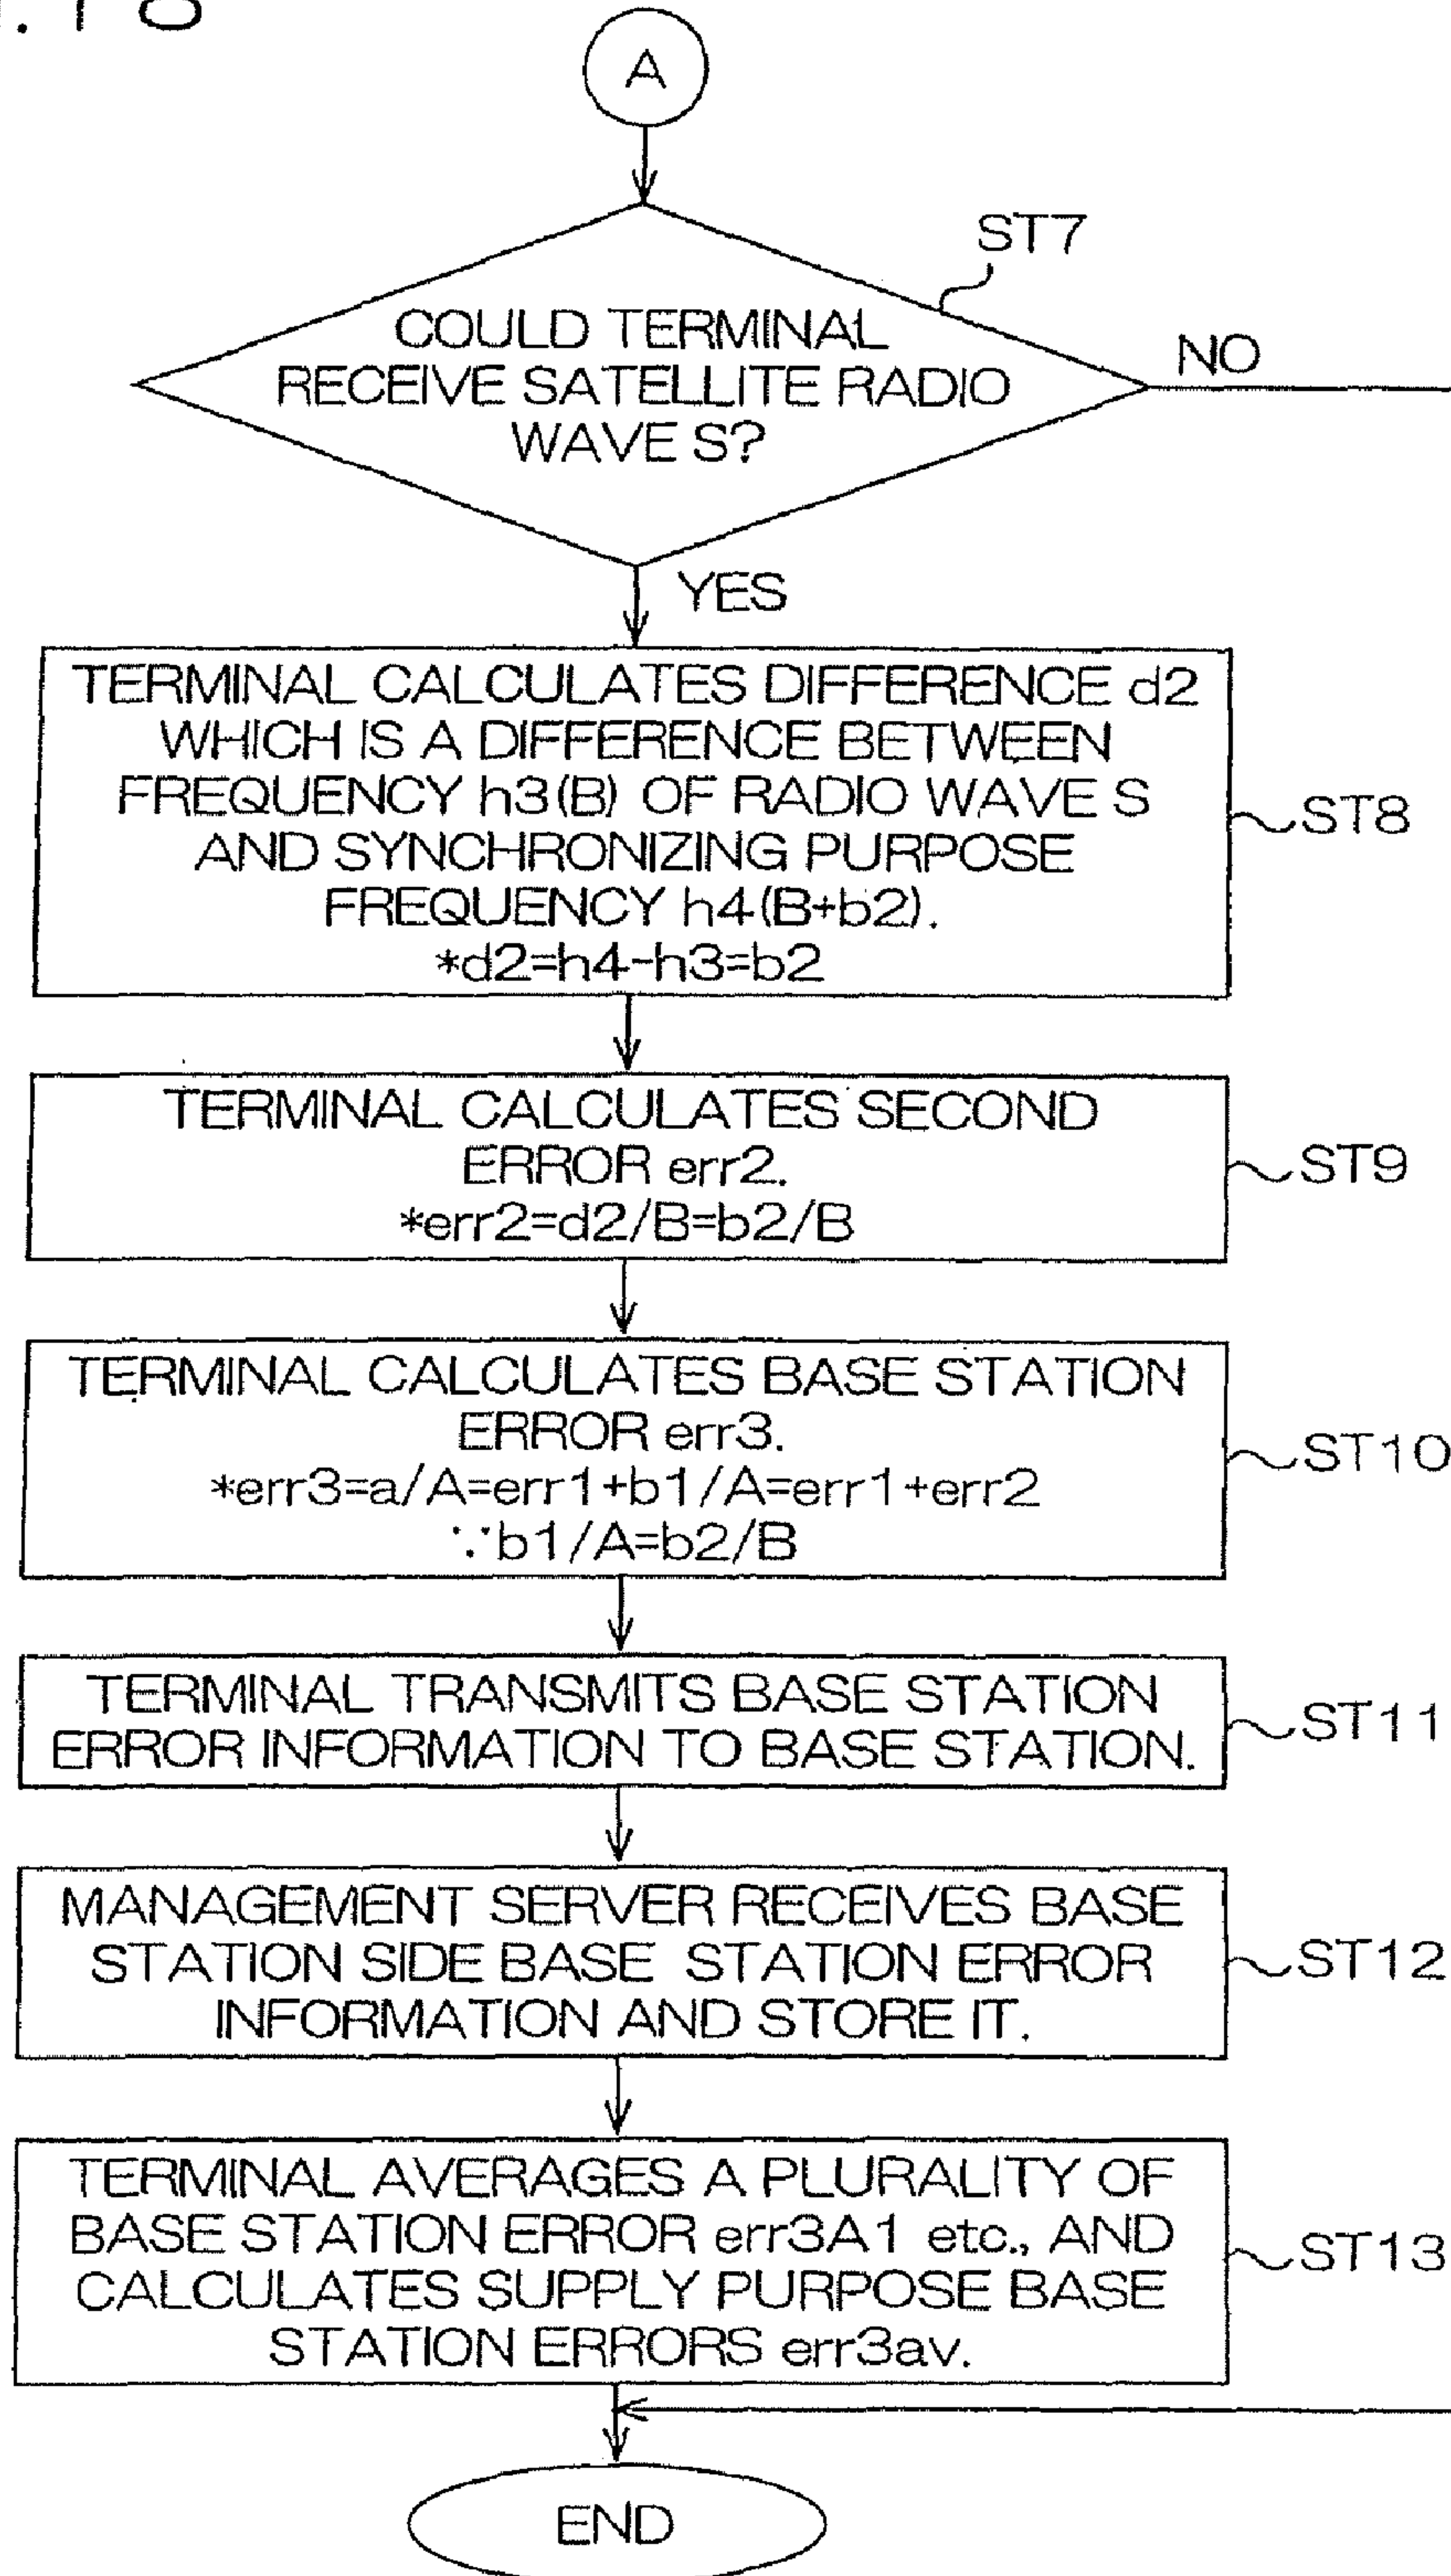 A
ST7
COULD TERMINAL
RECEIVE SATELLITE RADIO
WAVE S?
NO
YES
TERMINAL CALCULATES DIFFERENCE d2
WHICH IS A DIFFERENCE BETWEEN
FREQUENCY h3(B) OF RADIO WAVE S
AND SYNCHRONIZING PURPOSE
FREQUENCY h4(B+b2).
*d2=h4-h3=b2
ST8
TERMINAL CALCULATES SECOND
ERROR err2.
*err2=d2/B=b2/B
ST9
TERMINAL CALCULATES BASE STATION
ERROR err3.
*err3=a/A=err1+b1/A=err1+err2
∵b1/A=b2/B
ST10
TERMINAL TRANSMITS BASE STATION
ERROR INFORMATION TO BASE STATION.
ST11
MANAGEMENT SERVER RECEIVES BASE
STATION SIDE BASE STATION ERROR
INFORMATION AND STORE IT.
ST12
TERMINAL AVERAGES A PLURALITY OF
BASE STATION ERROR err3A1 etc., AND
CALCULATES SUPPLY PURPOSE BASE
STATION ERRORS err3av.
ST13
END